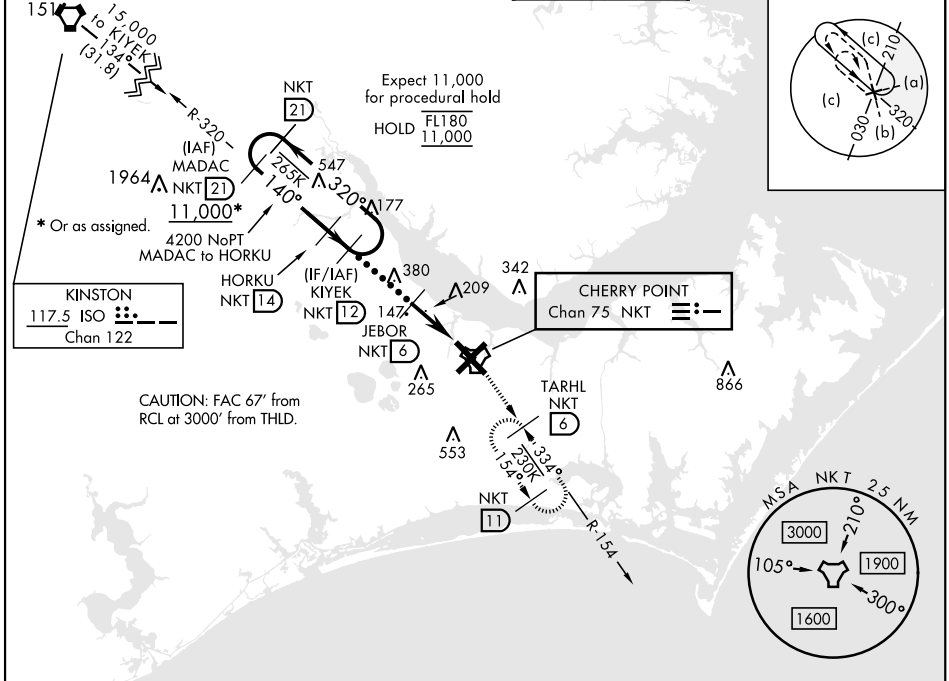 151°
15,000
to KIYEK
134°
(31.8)
R-320
NKT
21
Expect 11,000
for procedural hold
HOLD FL180
11,000
(IAF)
MADAC
NKT 21
11,000*
1964
547
265K
320°
140°
177
* Or as assigned.
4200 NoPT
MADAC to HORKU
HORKU
NKT 14
(IF/IAF)
KIYEK
NKT 12
380
209
342
147
JEBOR
NKT 6
265
KINSTON
117.5 ISO
Chan 122
CHERRY POINT
Chan 75 NKT
866
CAUTION: FAC 67' from
RCL at 3000' from THLD.
TARHL
NKT
6
553
230K
334°
154°
NKT
11
R-154
(c)
210
(a)
(c)
320
030
(b)
MSA NKT 25 NM
3000
210°
105°
1900
300°
1600